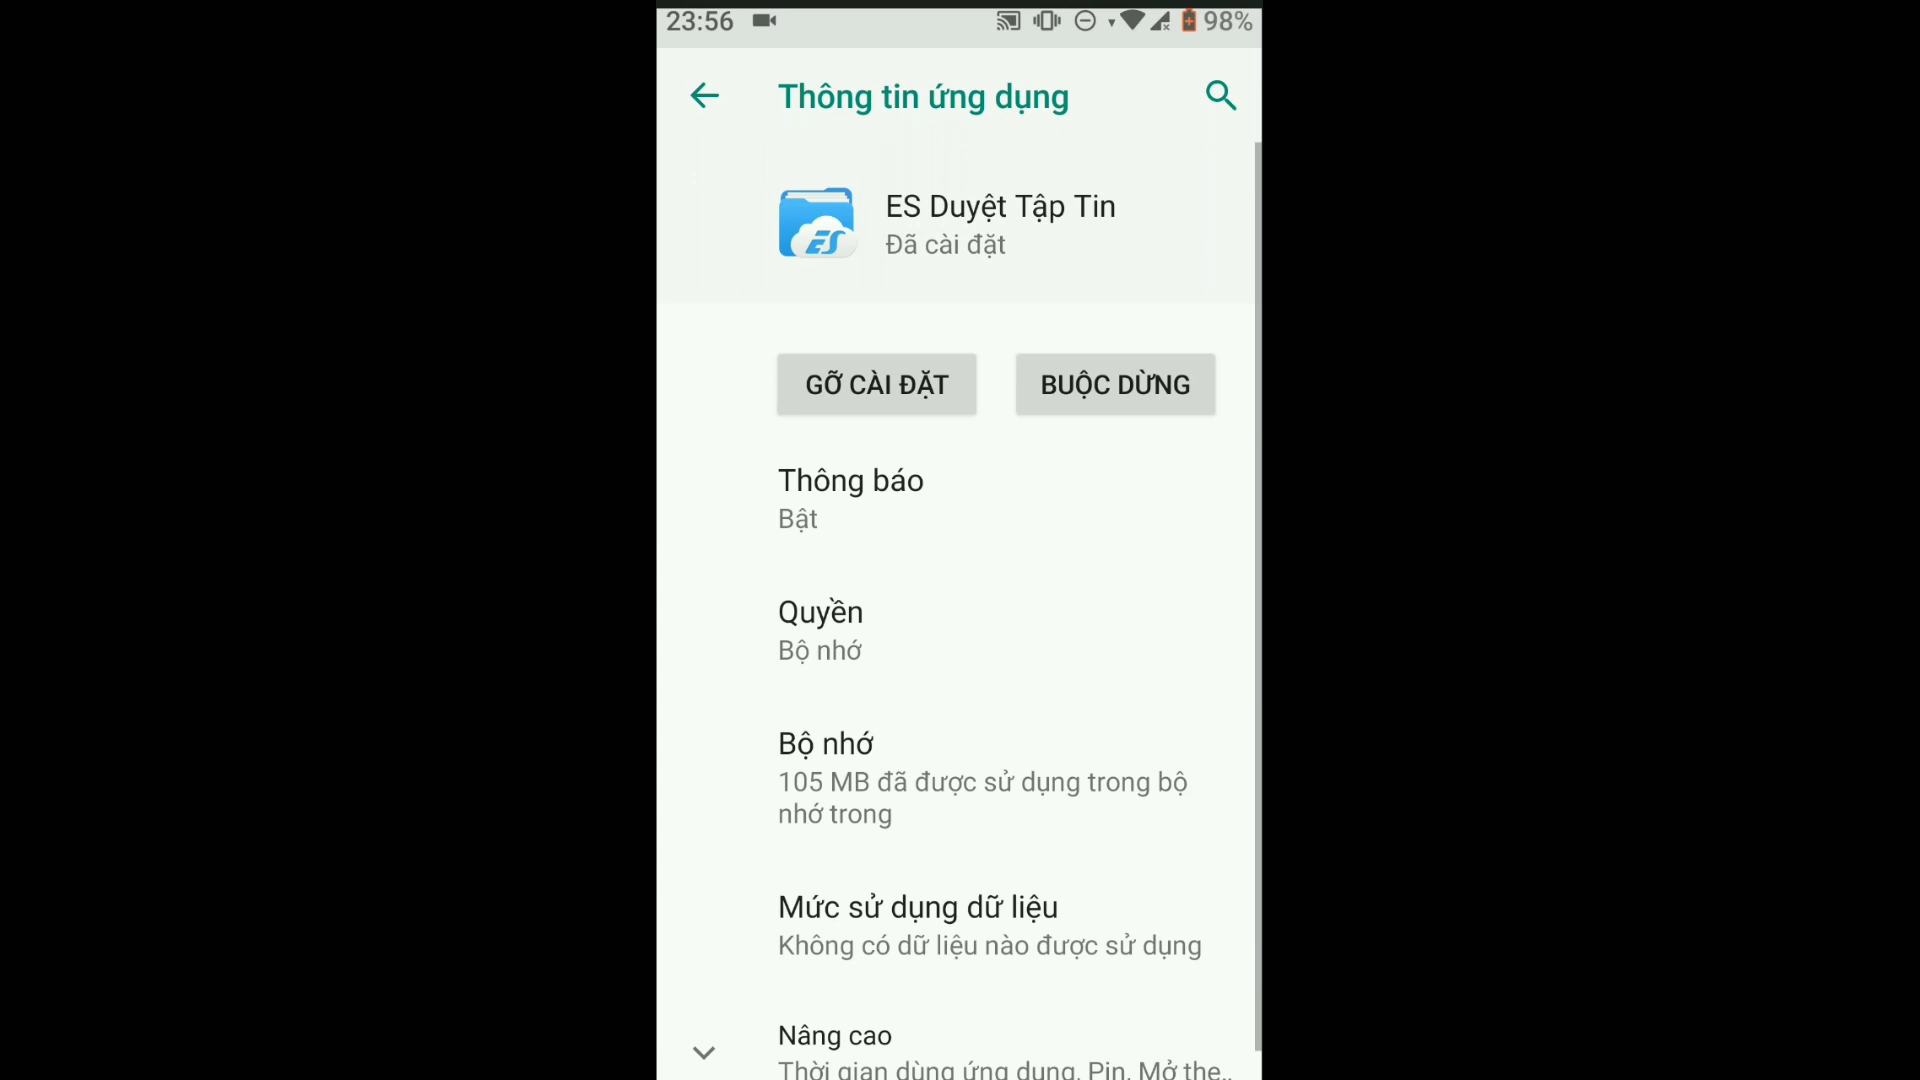 23:56
98%
Thông tin ứng dụng
ES
ES Duyệt Tập Tin
Đã cài đặt
GỠ CÀI ĐẶT
BUỘC DỪNG
Thông báo
Bật
Quyền
Bộ nhớ
Bộ nhớ
105 MB đã được sử dụng trong bộ
nhớ trong
Mức sử dụng dữ liệu
Không có dữ liệu nào được sử dụng
Nâng cao
Thời gian dùng ứng dụng, Pin, Mở the..